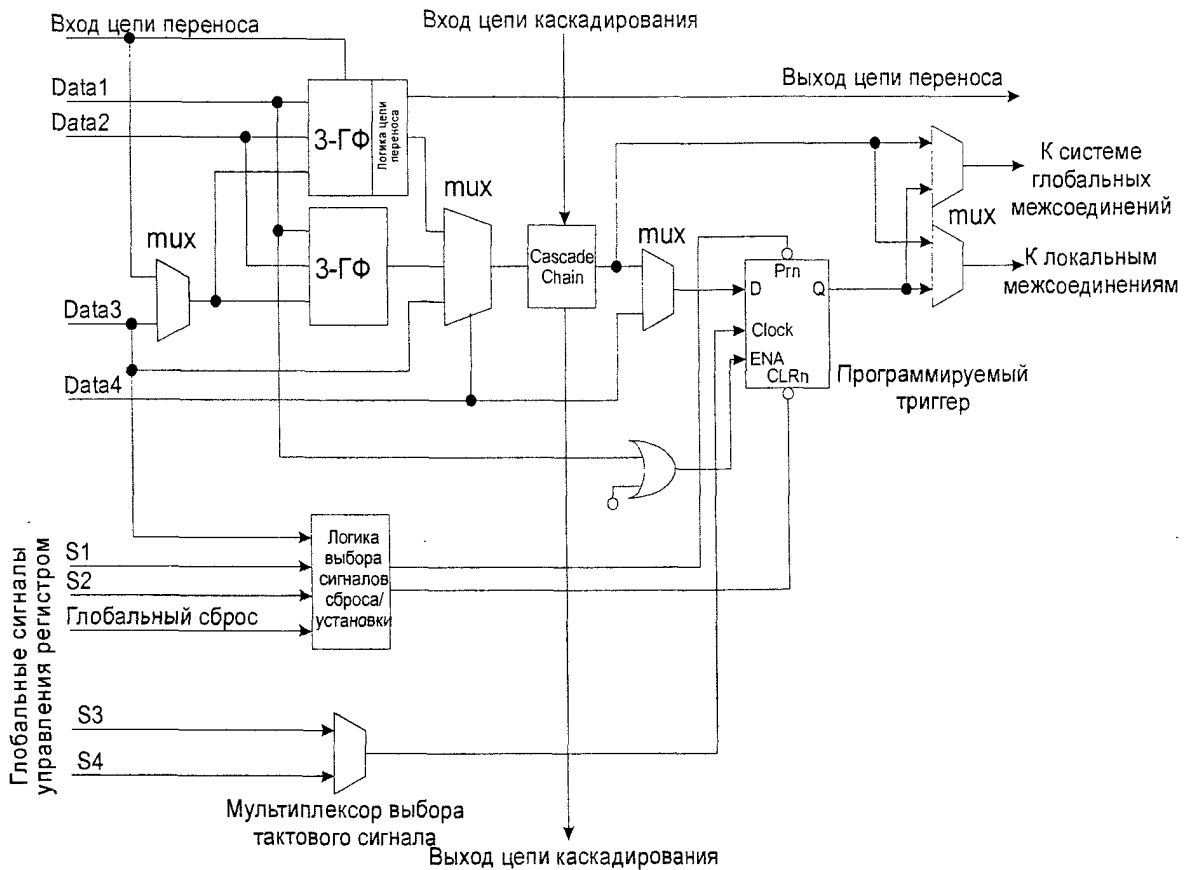 Вход цепи переноса
Вход цепи каскадирования
Data1
Выход цепи переноса
Data2
3-ГФ
Логика цепи
переноса
mux
К системе
глобальных
межсоединений
mux
mux
3-ГФ
Cascade
Chain
mux
Prn
D
Q
К локальным
межсоединениям
Data3
Clock
ENA
CLRn
Data4
Программируемый
триггер
Глобальные сигналы
управления регистром
S1
S2
Глобальный сброс
Логика
выбора
сигналов
сброса/
установки
S3
S4
Мультиплексор выбора
тактового сигнала
Выход цепи каскадирования